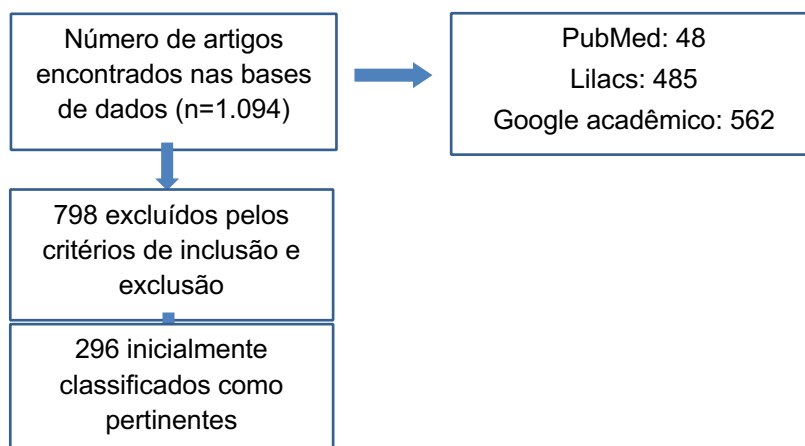 Número de artigos
encontrados nas bases
de dados (n=1.094)
PubMed: 48
Lilacs: 485
Google acadêmico: 562
798 excluídos pelos
critérios de inclusão e
exclusão
296 inicialmente
classificados como
pertinentes